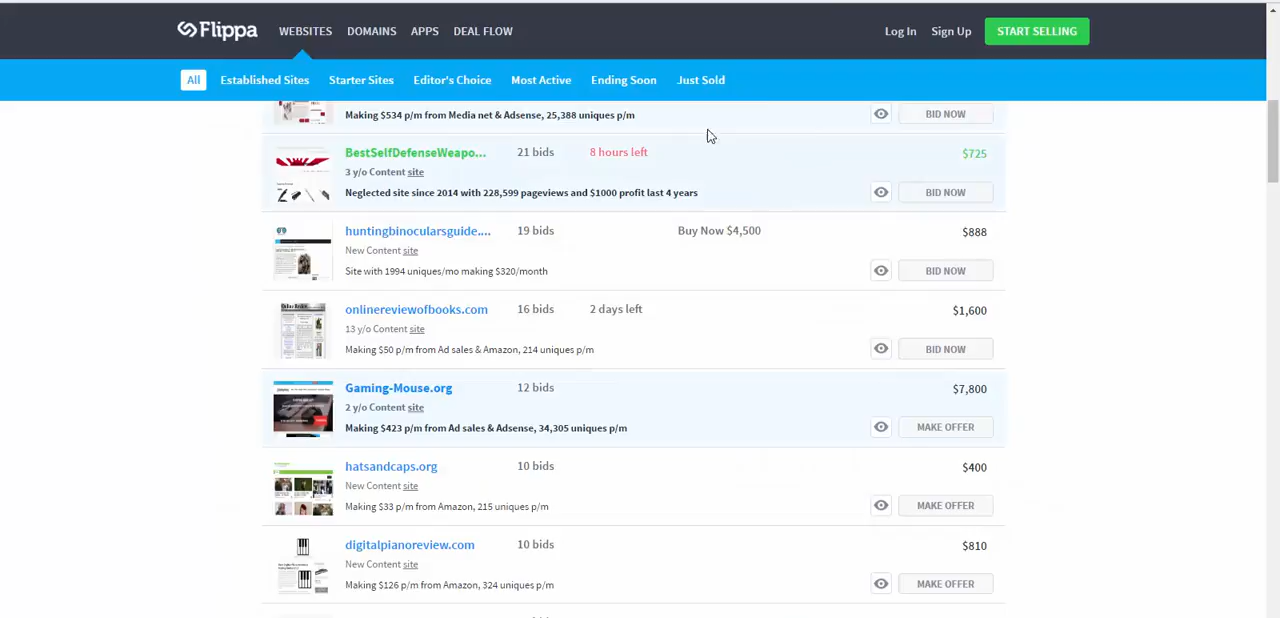 Flippa WEBSITES DOMAINS APPS DEAL FLOW Log In Sign Up START SELLING
All Established Sites Starter Sites Editor's Choice Most Active Ending Soon Just Sold
Making $534 p/m from Media net & Adsense, 25,388 uniques p/m BID NOW
BestSelfDefenseWeapo... 21 bids 8 hours left $725
3 y/o Content site
Neglected site since 2014 with 228,599 pageviews and $1000 profit last 4 years BID NOW
huntingbinocularsguide.... 19 bids Buy Now $4,500 $888
New Content site
Site with 1994 uniques/mo making $320/month BID NOW
onlinereviewofbooks.com 16 bids 2 days left $1,600
13 y/o Content site
Making $50 p/m from Ad sales & Amazon, 214 uniques p/m BID NOW
Gaming-Mouse.org 12 bids $7,800
2 y/o Content site
Making $423 p/m from Ad sales & Adsense, 34,305 uniques p/m MAKE OFFER
hatsandcaps.org 10 bids $400
New Content site
Making $33 p/m from Amazon, 215 uniques p/m MAKE OFFER
digitalpianoreview.com 10 bids $810
New Content site
Making $126 p/m from Amazon, 324 uniques p/m MAKE OFFER